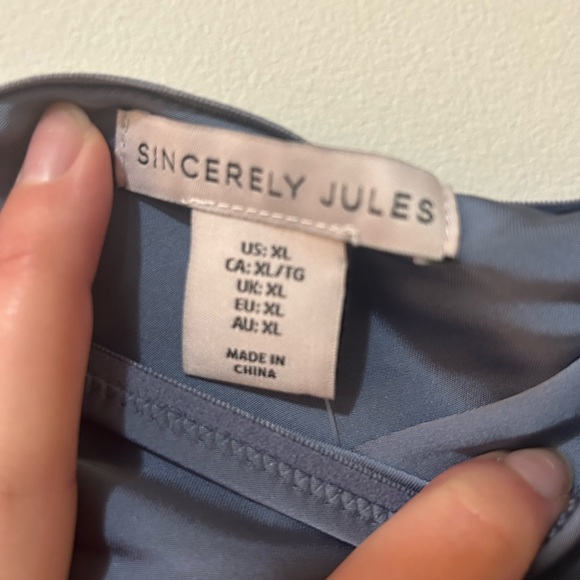 SINCERELY JULES
US: XL
CA: XL/TG
UK: XL
EU: XL
AU: XL
MADE IN
CHINA